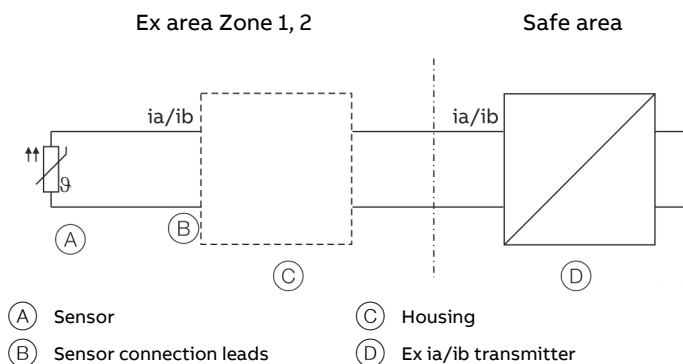 Ex area Zone 1, 2
Safe area
ia/ib
ia/ib
↑↑
ϑ
A
B
C
D
A Sensor
C Housing
B Sensor connection leads
D Ex ia/ib transmitter